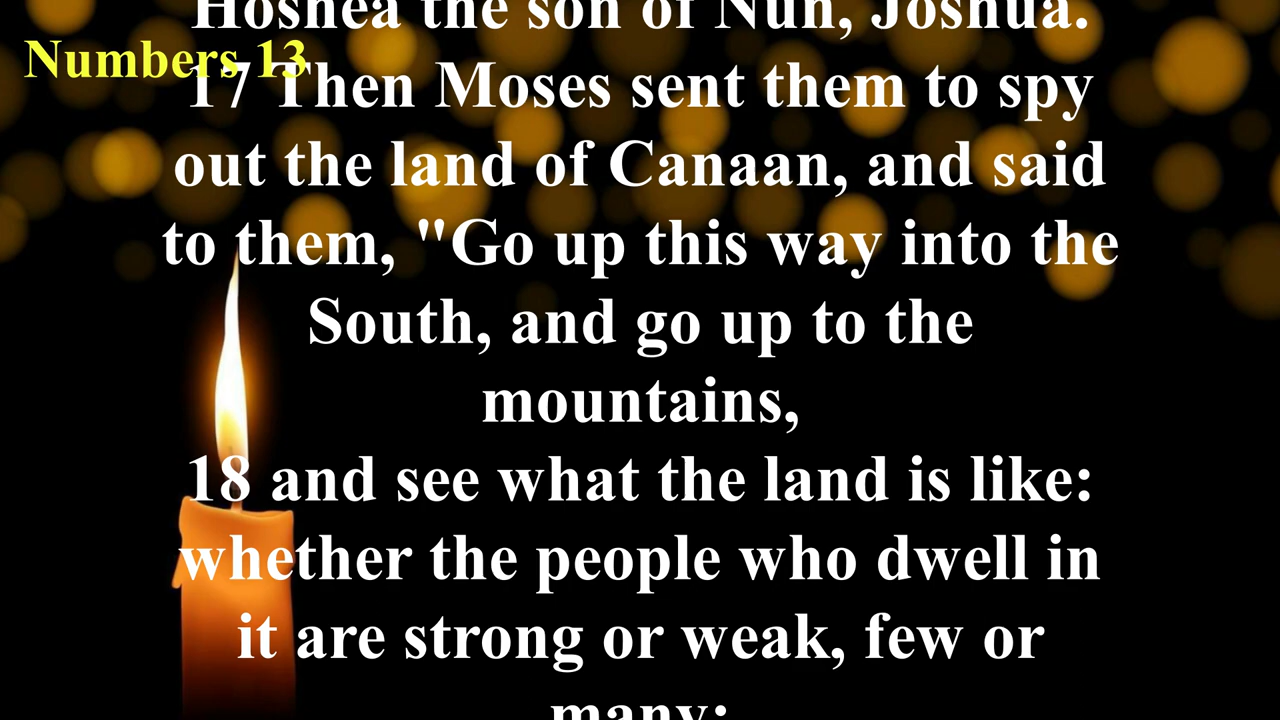 Hoshea the son of Nun, Joshua.
Numbers 13
17 Then Moses sent them to spy
out the land of Canaan, and said
to them, "Go up this way into the
South, and go up to the
mountains,
18 and see what the land is like:
whether the people who dwell in
it are strong or weak, few or
many;